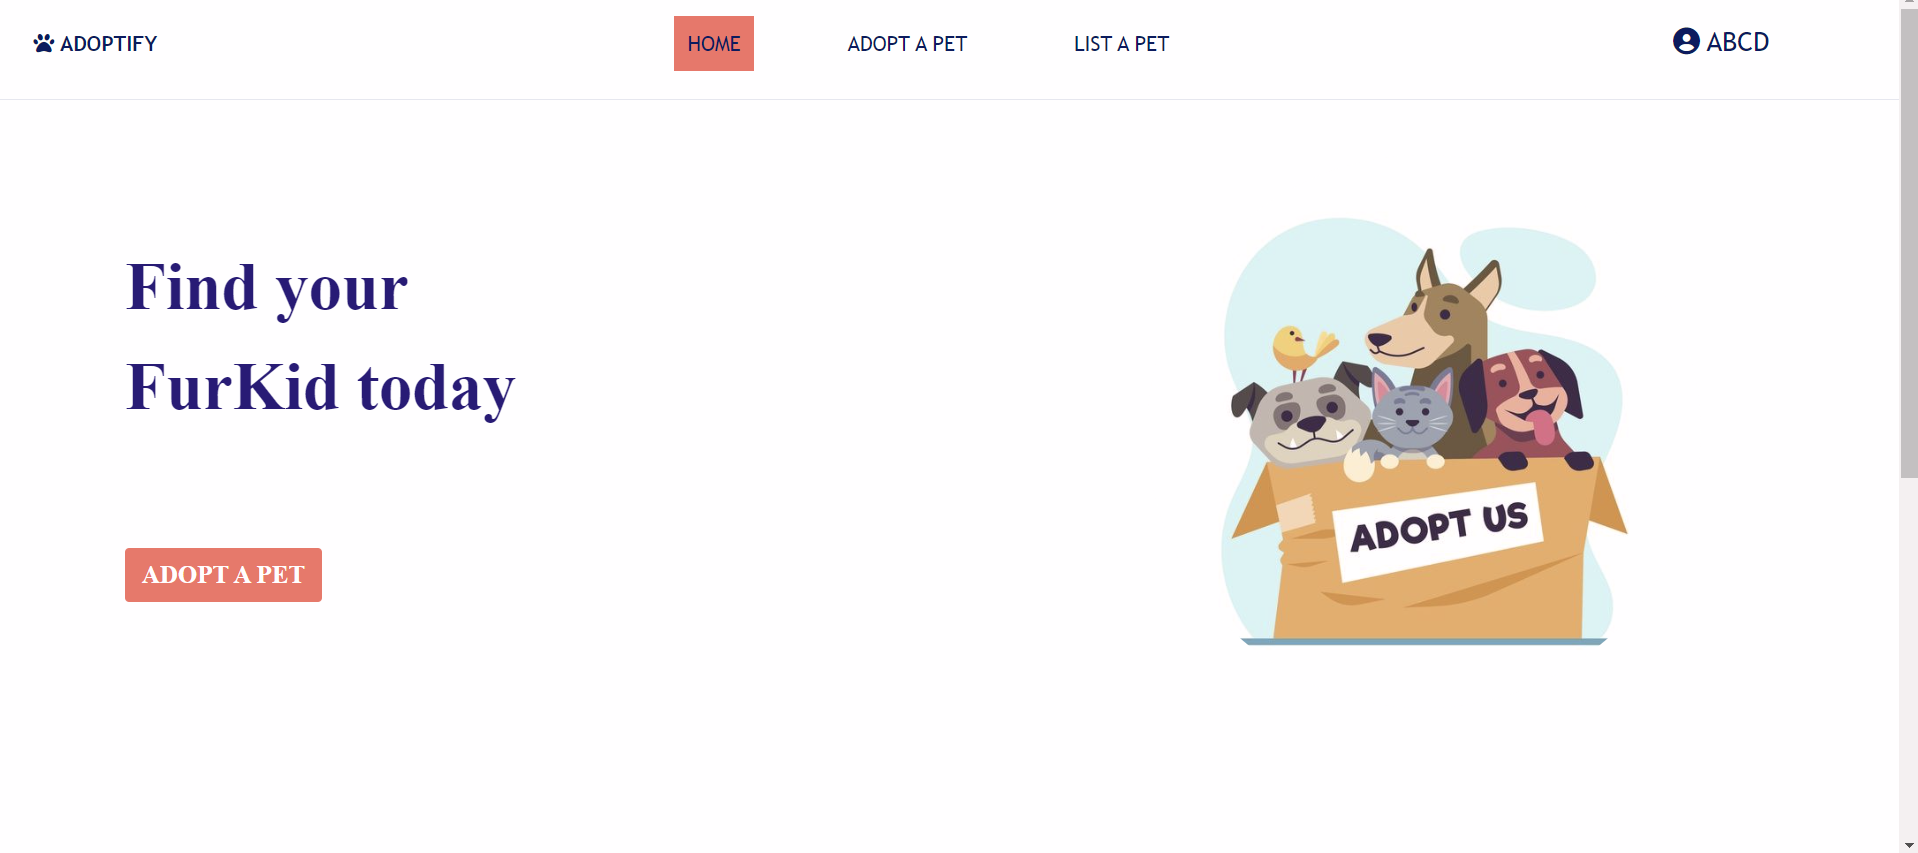 ADOPTIFY
HOME
ADOPT A PET
LIST A PET
ABCD
Find your
FurKid today
ADOPT A PET
ADOPT US